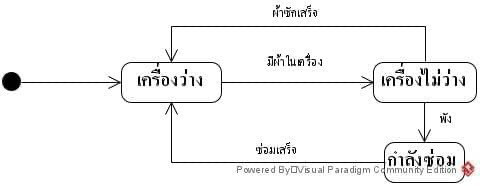 ผ้าซักเสร็จ
เครื่องว่าง
มีผ้าในเครื่อง
เครื่องไม่ว่าง
พัง
ซ่อมเสร็จ
กำลังซ่อม
Powered By□Visual Paradigm Community Edition